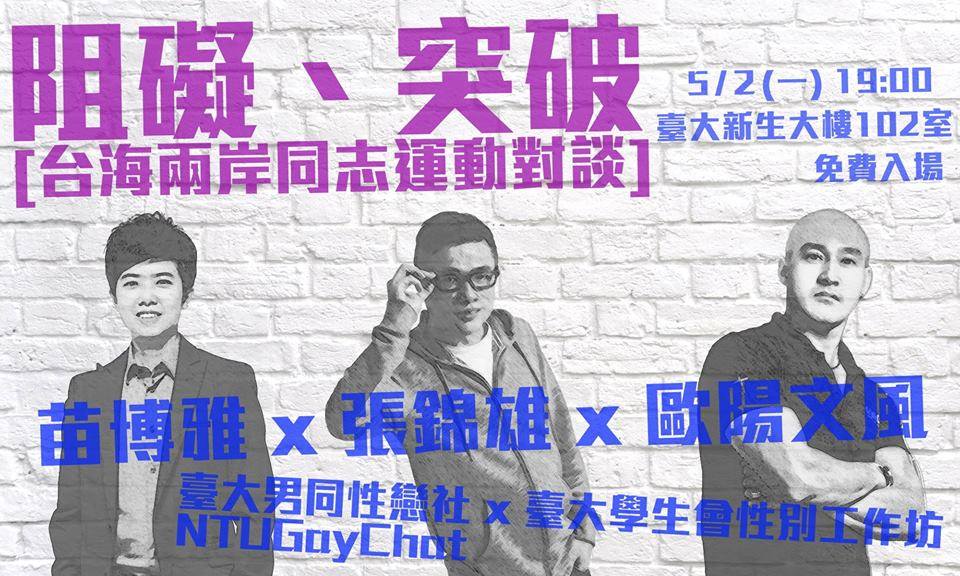 阻礙、突破
[台海兩岸同志運動對談]
5/2(一) 19:00
臺大新生大樓102室
免費入場
苗博雅 x 張錦雄 x 歐陽文風
臺大男同性戀社 x 臺大學生會性別工作坊
NTUGayChat